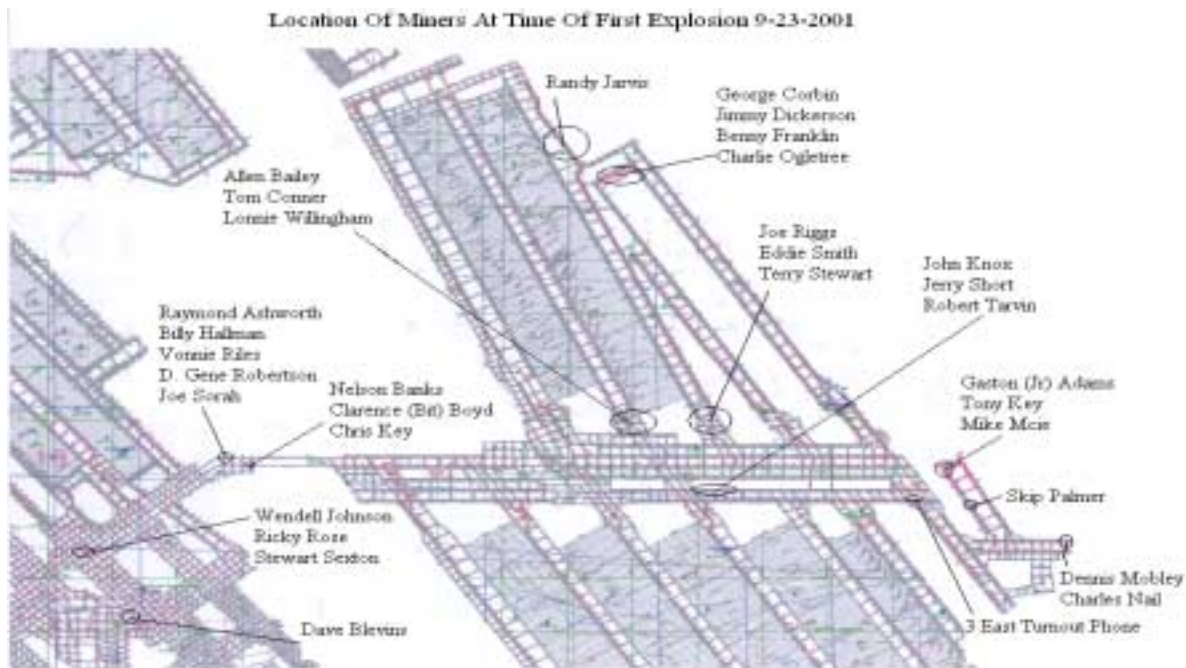 Location Of Miners At Time Of First Explosion 9-23-2001
Randy Jarvis
George Corbin
Jimmy Dickerson
Benny Franklin
Charlie Ogletree
Allen Bailey
Tom Conner
Lonnie Willingham
Joe Riggs
Eddie Smith
Terry Stewart
John Knox
Jerry Short
Robert Tarvin
Raymond Ashworth
Billy Hallman
Vonnie Riles
D. Gene Robertson
Joe Sorah
Nelson Banks
Clarence (Bit) Boyd
Chris Key
Gaston (Jr) Adams
Tony Key
Mike Mcie
Skip Palmer
Wendell Johnson
Ricky Rose
Stewart Sexton
Dennis Mobley
Charles Nail
3 East Turnout Phone
Dave Blevins